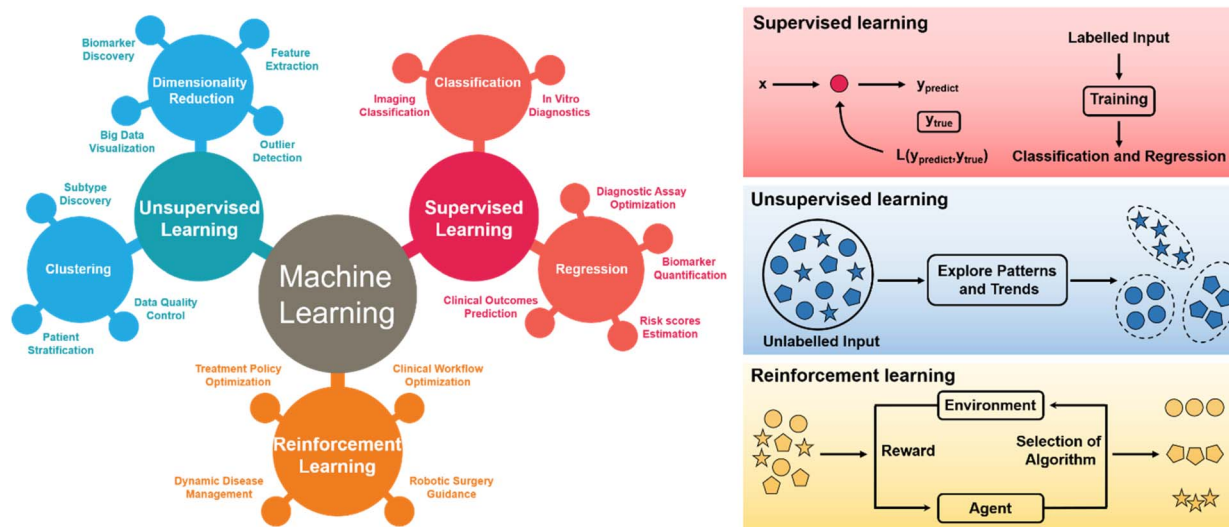 Biomarker
Discovery
Feature
Extraction
Dimensionality
Reduction
Big Data
Visualization
Outlier
Detection
Unsupervised
Learning
Subtype
Discovery
Clustering
Data Quality
Control
Patient
Stratification
Classification
Imaging
Classification
In Vitro
Diagnostics
Supervised
Learning
Diagnostic Assay
Optimization
Regression
Biomarker
Quantification
Clinical Outcomes
Prediction
Risk scores
Estimation
Machine
Learning
Treatment Policy
Optimization
Clinical Workflow
Optimization
Reinforcement
Learning
Dynamic Disease
Management
Robotic Surgery
Guidance
Supervised learning
x
y_predict
y_true
L(y_predict,y_true)
Labelled Input
Training
Classification and Regression
Unsupervised learning
Unlabelled Input
Explore Patterns
and Trends
Reinforcement learning
Environment
Reward
Selection of
Algorithm
Agent